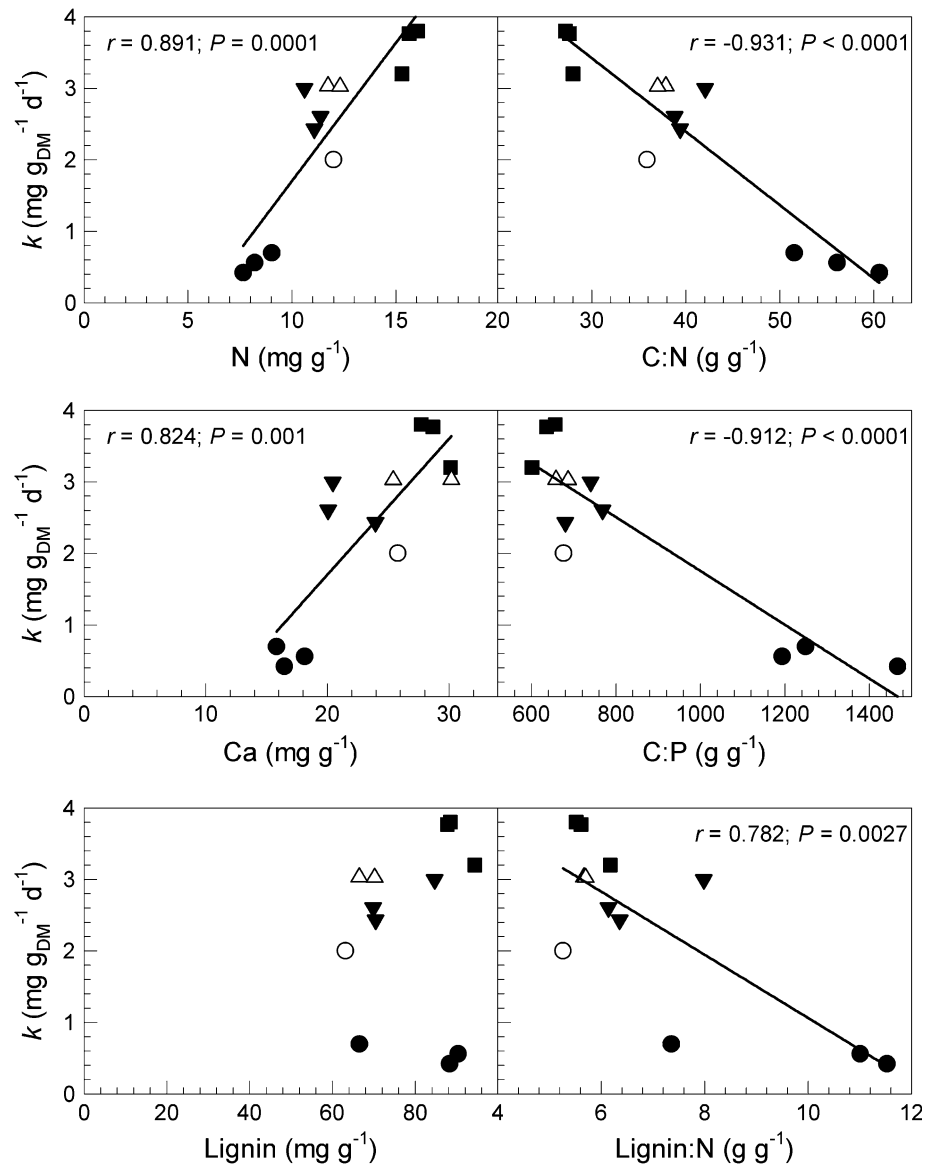 r = 0.891; P = 0.0001
r = -0.931; P < 0.0001
4
3
2
1
0
k (mg g_DM^-1 d^-1)
0 5 10 15 20 30 40 50 60
N (mg g^-1) C:N (g g^-1)
r = 0.824; P = 0.001
r = -0.912; P < 0.0001
4
3
2
1
0
k (mg g_DM^-1 d^-1)
0 10 20 30 600 800 1000 1200 1400
Ca (mg g^-1) C:P (g g^-1)
r = 0.782; P = 0.0027
4
3
2
1
0
k (mg g_DM^-1 d^-1)
0 20 40 60 80 4 6 8 10 12
Lignin (mg g^-1) Lignin:N (g g^-1)